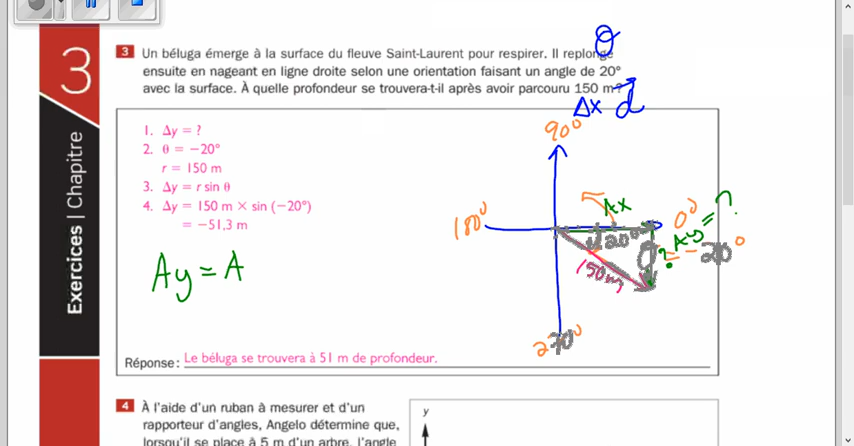 3
Exercices | Chapitre
3 Un béluga émerge à la surface du fleuve Saint-Laurent pour respirer. Il replonge
ensuite en nageant en ligne droite selon une orientation faisant un angle de 20°
avec la surface. À quelle profondeur se trouvera-t-il après avoir parcouru 150 m?
θ
Δx d
1. Δy = ?
2. θ = −20°
r = 150 m
3. Δy = r sin θ
4. Δy = 150 m × sin (−20°)
= −51,3 m
Ay = A
90°
180°
Ax
0°
20°
Ay = ?
?
= - 20°
150m
270°
Réponse : Le béluga se trouvera à 51 m de profondeur.
4 À l'aide d'un ruban à mesurer et d'un
rapporteur d'angles, Angelo détermine que,
lorsqu'il se place à 5 m d'un arbre, l'angle
y